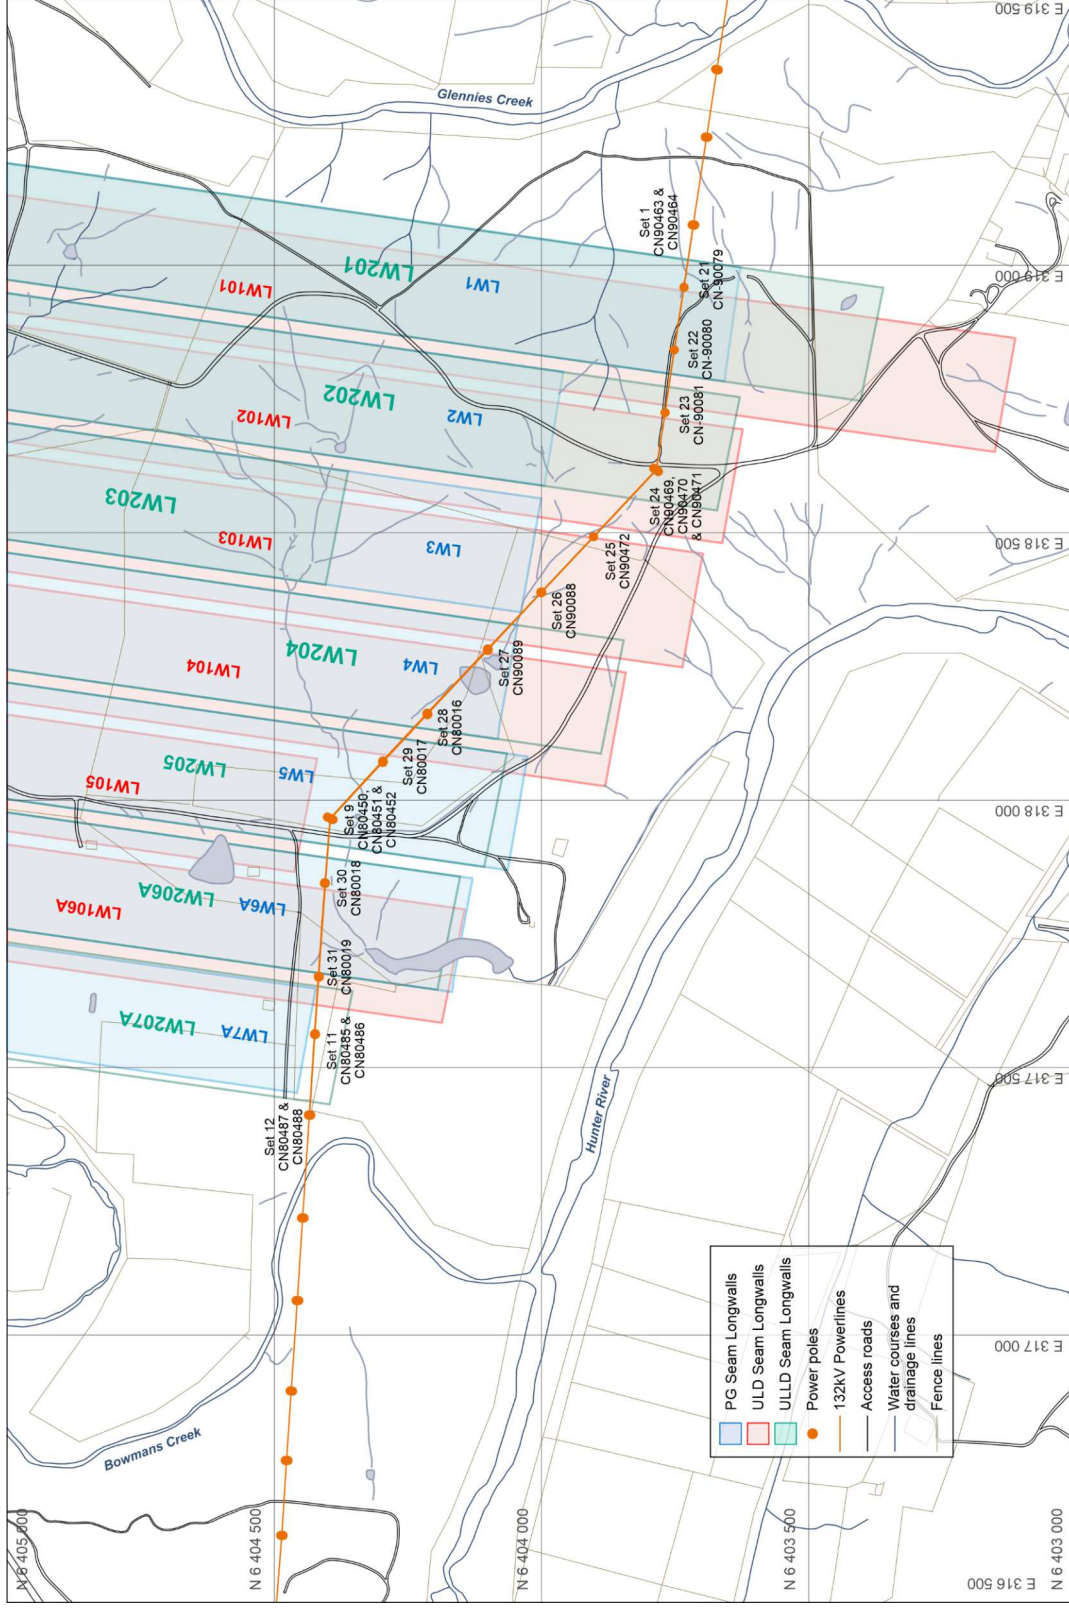 E 319 500
Glennies Creek
Set 1
CN90463 &
CN90464
LW201
LW101
LW1
E 319 000
Set 21
CN-90079
Set 22
CN-90080
LW202
LW102
LW2
Set 23
CN-90081
LW203
LW103
LW3
Set 24
CN90469,
CN90470
& CN90471
E 318 500
Set 25
CN90472
Set 26
CN90088
LW204
LW104
LW4
Set 27
CN90089
Set 28
CN80016
LW205
LW105
LW5
Set 29
CN80017
E 318 000
Set 9
CN80450,
CN80451 &
CN80452
LW206A
LW106A
LW6A
Set 30
CN80018
Set 31
CN80019
LW207A
LW7A
Set 11
CN80485 &
CN80486
E 317 500
Set 12
CN80487 &
CN80488
Hunter River
Bowmans Creek
PG Seam Longwalls
ULD Seam Longwalls
ULLD Seam Longwalls
Power poles
132kV Powerlines
Access roads
Water courses and
drainage lines
Fence lines
E 317 000
N 6 405 000
N 6 404 500
N 6 404 000
N 6 403 500
N 6 403 000
E 316 500